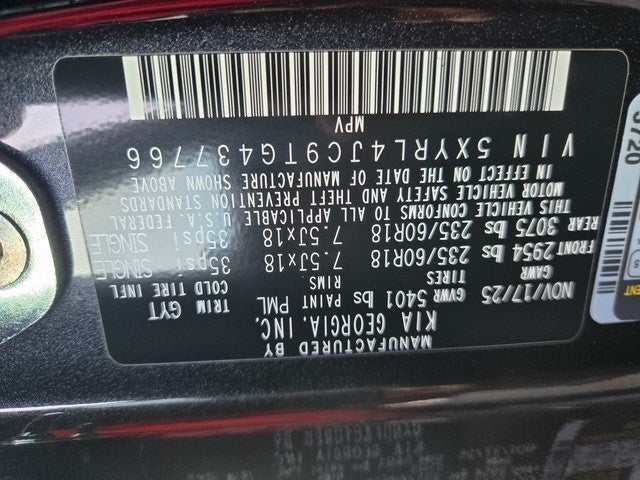 MANUFACTURED BY
KIA GEORGIA, INC.
NOV/17/25 GVWR 5401 lbs PAINT PML TRIM GYT
GAWR TIRES RIMS COLD TIRE INFL
FRONT 2954 lbs 235/60R18 7.5Jx18 35psi SINGLE
REAR 3075 lbs 235/60R18 7.5Jx18 35psi SINGLE
THIS VEHICLE CONFORMS TO ALL APPLICABLE U.S.A. FEDERAL
MOTOR VEHICLE SAFETY AND THEFT PREVENTION STANDARDS
IN EFFECT ON THE DATE OF MANUFACTURE SHOWN ABOVE
VIN 5XYRL4JC9TG437766
MPV